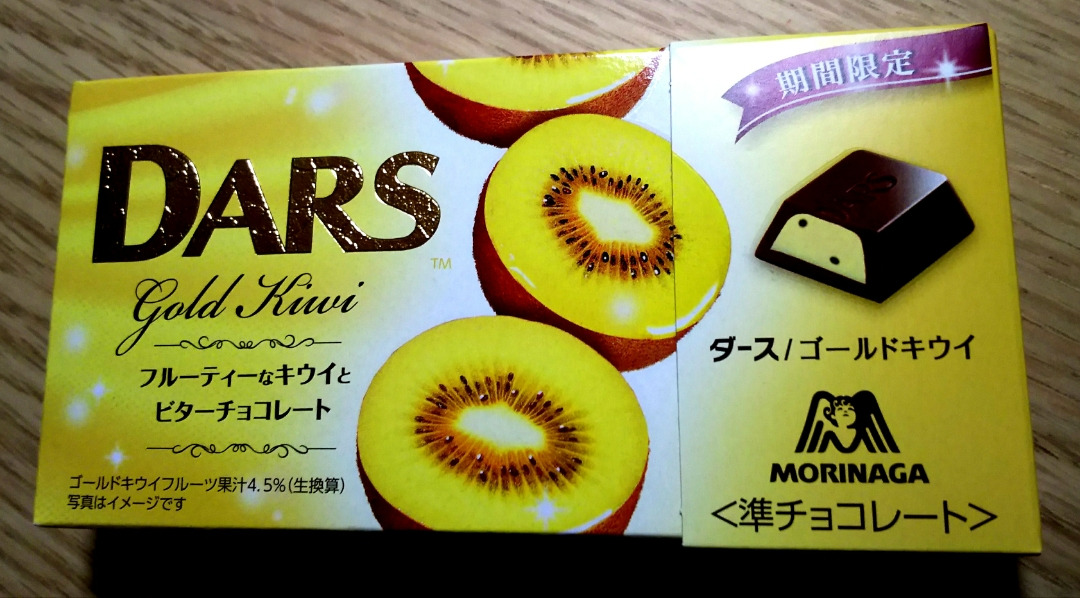 DARS
TM
Gold Kiwi
フルーティーなキウイと
ビターチョコレート
ゴールドキウイフルーツ果汁4.5%(生換算)
写真はイメージです
期間限定
ダース/ゴールドキウイ
MORINAGA
<準チョコレート>